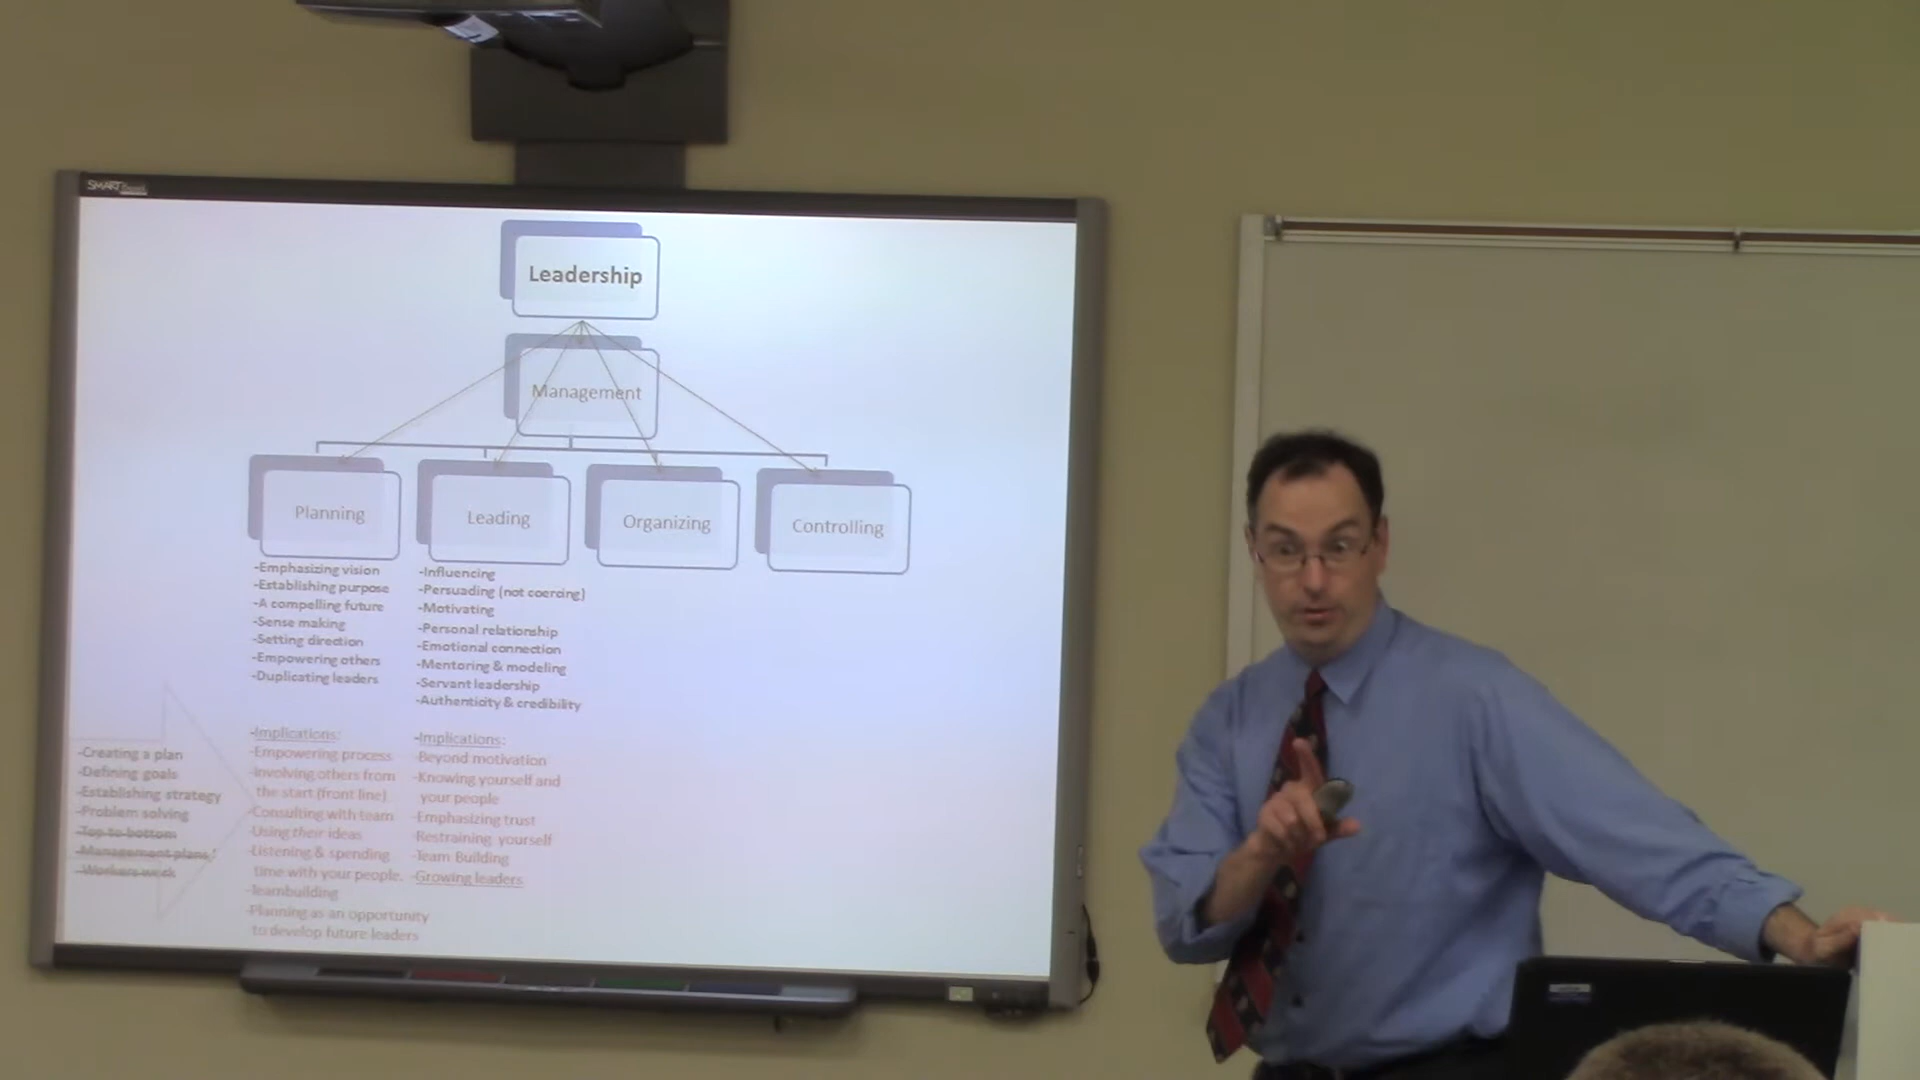 SMART Board
Leadership
Management
Planning
Leading
Organizing
Controlling
-Emphasizing vision
-Establishing purpose
-A compelling future
-Sense making
-Setting direction
-Empowering others
-Duplicating leaders
-Influencing
-Persuading (not coercing)
-Motivating
-Personal relationship
-Emotional connection
-Mentoring & modeling
-Servant leadership
-Authenticity & credibility
-Creating a plan
-Defining goals
-Establishing strategy
-Problem solving
-Top to bottom
-Management plans/
-Workers work
-Implications:
-Empowering process
-Involving others from
the start (front line)
-Consulting with team
-Using their ideas
-Listening & spending
time with your people.
-Teambuilding
-Planning as an opportunity
to develop future leaders
-Implications:
-Beyond motivation
-Knowing yourself and
your people
-Emphasizing trust
-Restraining yourself
-Team Building
-Growing leaders